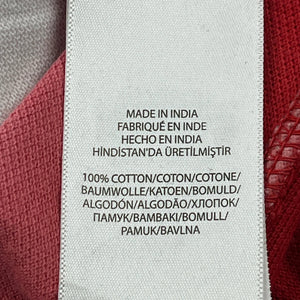 MADE IN INDIA
FABRIQUÉ EN INDE
HECHO EN INDIA
HİNDİSTAN'DA ÜRETİLMİŞTİR
100% COTTON/COTON/COTONE/
BAUMWOLLE/KATOEN/BOMULD/
ALGODÓN/ALGODÃO/ХЛОПОК/
ПАМУК/BAMBAKI/BOMULL/
PAMUK/BAVLNA